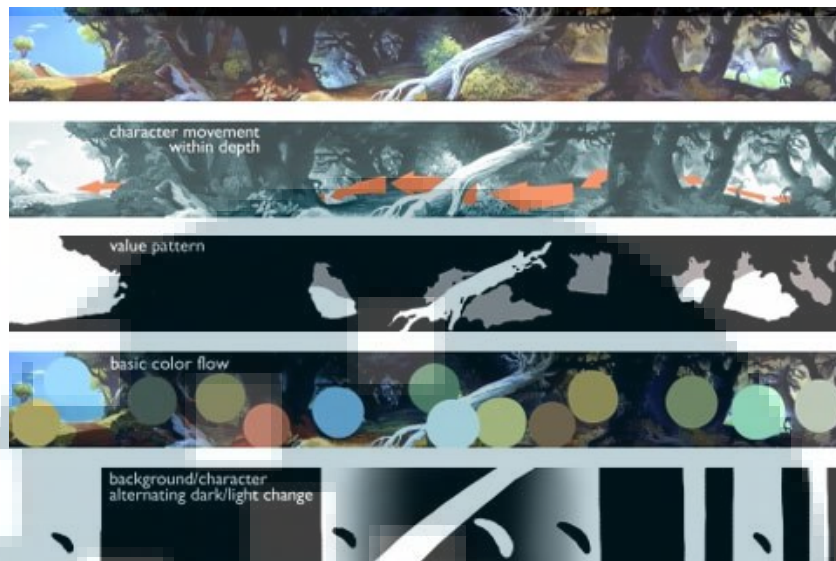 character movement
within depth
value pattern
basic color flow
background/character
alternating dark/light change